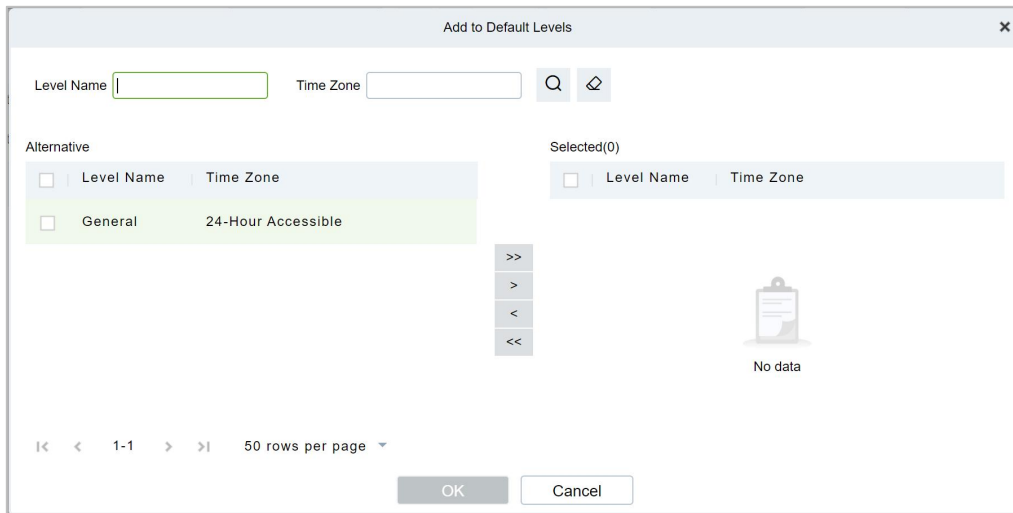 Add to Default Levels ×
Level Name Time Zone
Alternative Selected(0)
Level Name Time Zone Level Name Time Zone
General 24-Hour Accessible
>>
>
<
<<
No data
1-1 50 rows per page
OK Cancel